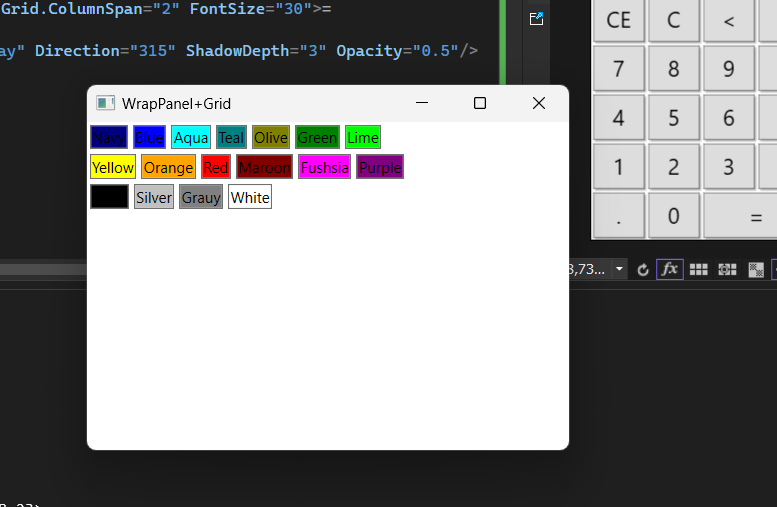 Grid.ColumnSpan="2" FontSize="30">=
ay" Direction="315" ShadowDepth="3" Opacity="0.5"/>
CE C <
7 8 9
4 5 6
1 2 3
. 0 =
WrapPanel+Grid
Navy Blue Aqua Teal Olive Green Lime
Yellow Orange Red Maroon Fushsia Purple
Silver Grauy White
3,73...
fx